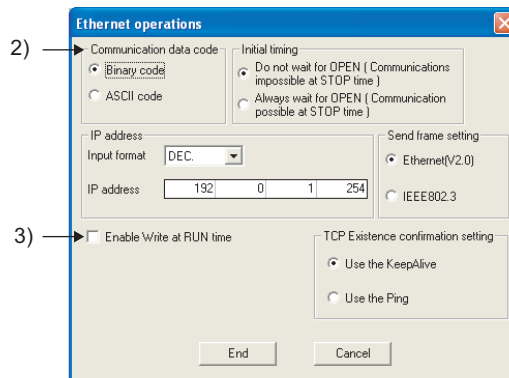 Ethernet operations
2)
Communication data code
Binary code
ASCII code
Initial timing
Do not wait for OPEN ( Communications
impossible at STOP time )
Always wait for OPEN ( Communication
possible at STOP time )
IP address
Input format
DEC.
IP address
192 0 1 254
Send frame setting
Ethernet(V2.0)
IEEE802.3
3)
Enable Write at RUN time
TCP Existence confirmation setting
Use the KeepAlive
Use the Ping
End
Cancel